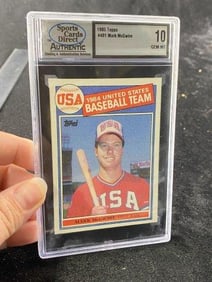 Sports
Cards
Direct
AUTHENTIC
1985 Topps
#401 Mark McGwire
10
GEM MT
USA
1984 UNITED STATES
BASEBALL TEAM
Topps
USA
MARK McGWIRE